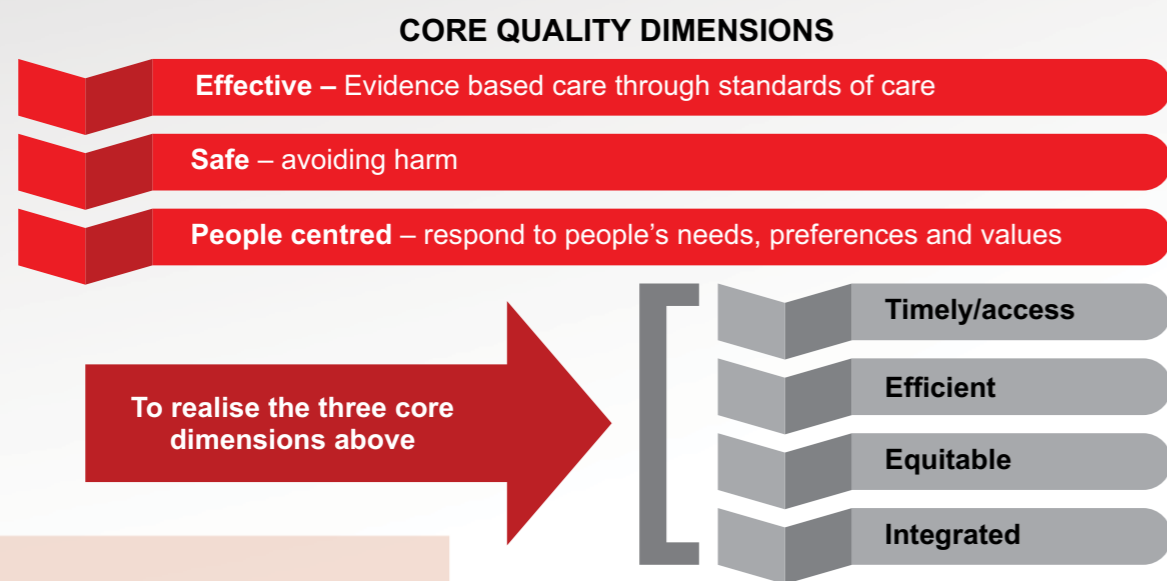 CORE QUALITY DIMENSIONS
Effective – Evidence based care through standards of care
Safe – avoiding harm
People centred – respond to people's needs, preferences and values
To realise the three core
dimensions above
Timely/access
Efficient
Equitable
Integrated